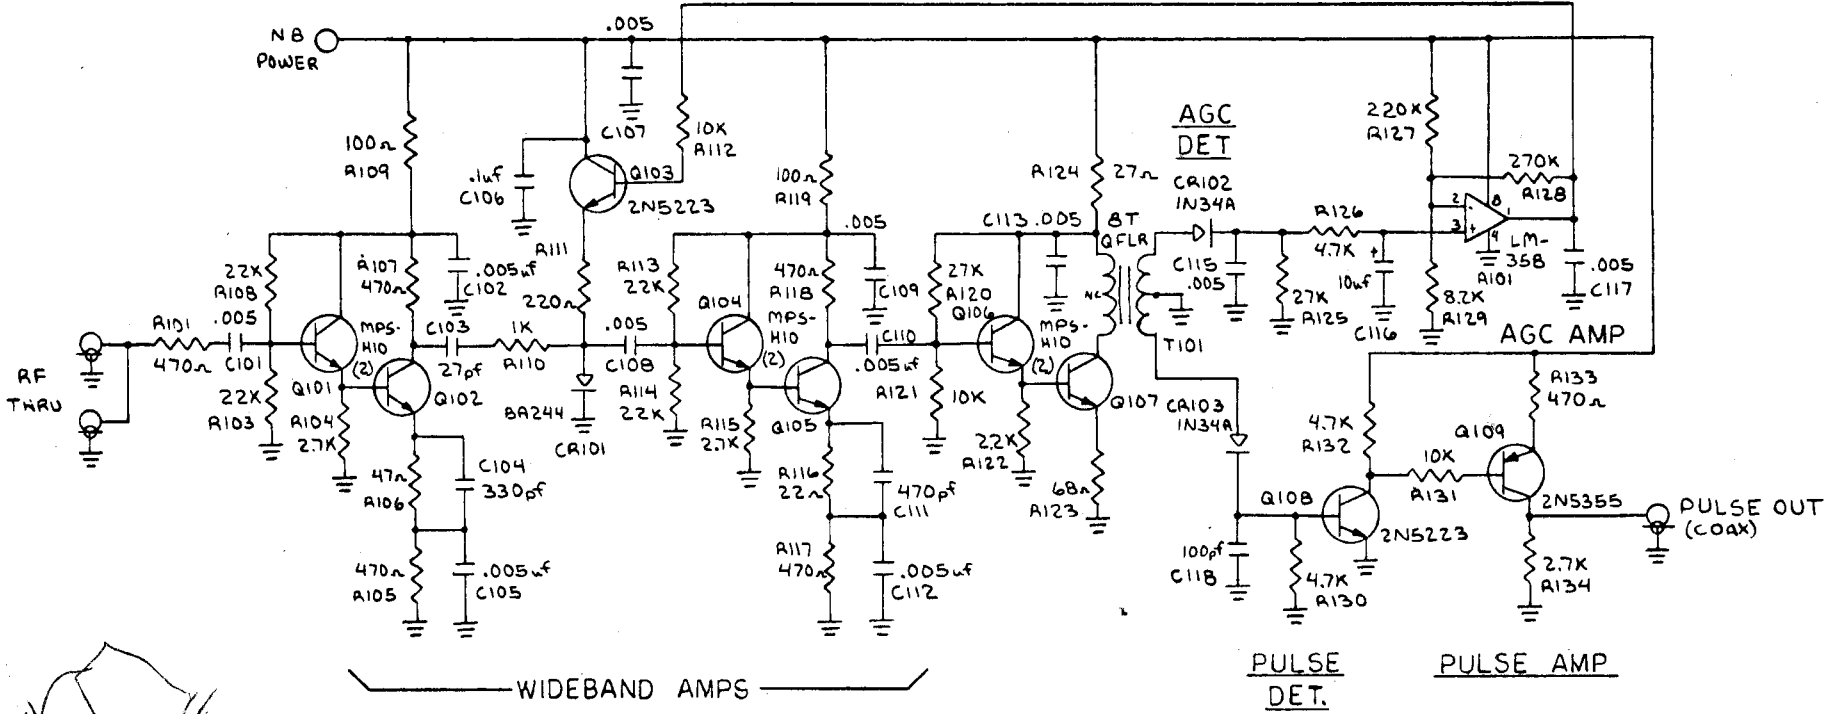 NB
POWER
.005
C107
100Ω
R109
.1uf
C106
Q103
2N5223
10K
R112
100Ω
R119
R124
27Ω
AGC
DET
CR102
1N34A
220K
R127
270K
R128
2
3
8
1
4
LM-
358
R101
.005
C117
8.2K
R129
AGC AMP
R126
4.7K
+
10uf
C116
C115
.005
27K
R125
8T
QFLR
NC
T101
C113 .005
27K
R120
Q106
MPS-
H10
(2)
Q107
R121
10K
2.2K
R122
68Ω
R123
.005
C109
470Ω
R118
MPS-
H10
(2)
C110
.005uf
Q104
Q105
R113
22K
R114
22K
R115
2.7K
R116
22Ω
470pf
C111
R117
470Ω
.005uf
C112
R111
220Ω
.005
C108
BA244
CR101
1K
R110
C103
27pf
R107
470Ω
.005uf
C102
MPS-
H10
(2)
Q101
Q102
22K
R108
R101
470Ω
.005
C101
22K
R103
R104
2.7K
47Ω
R106
C104
330pf
470Ω
R105
.005uf
C105
RF
THRU
CR103
1N34A
Q108
2N5223
100pf
C118
4.7K
R130
4.7K
R132
10K
R131
R133
470Ω
Q109
2N5355
2.7K
R134
PULSE OUT
(COAX)
WIDEBAND AMPS
PULSE
DET.
PULSE AMP